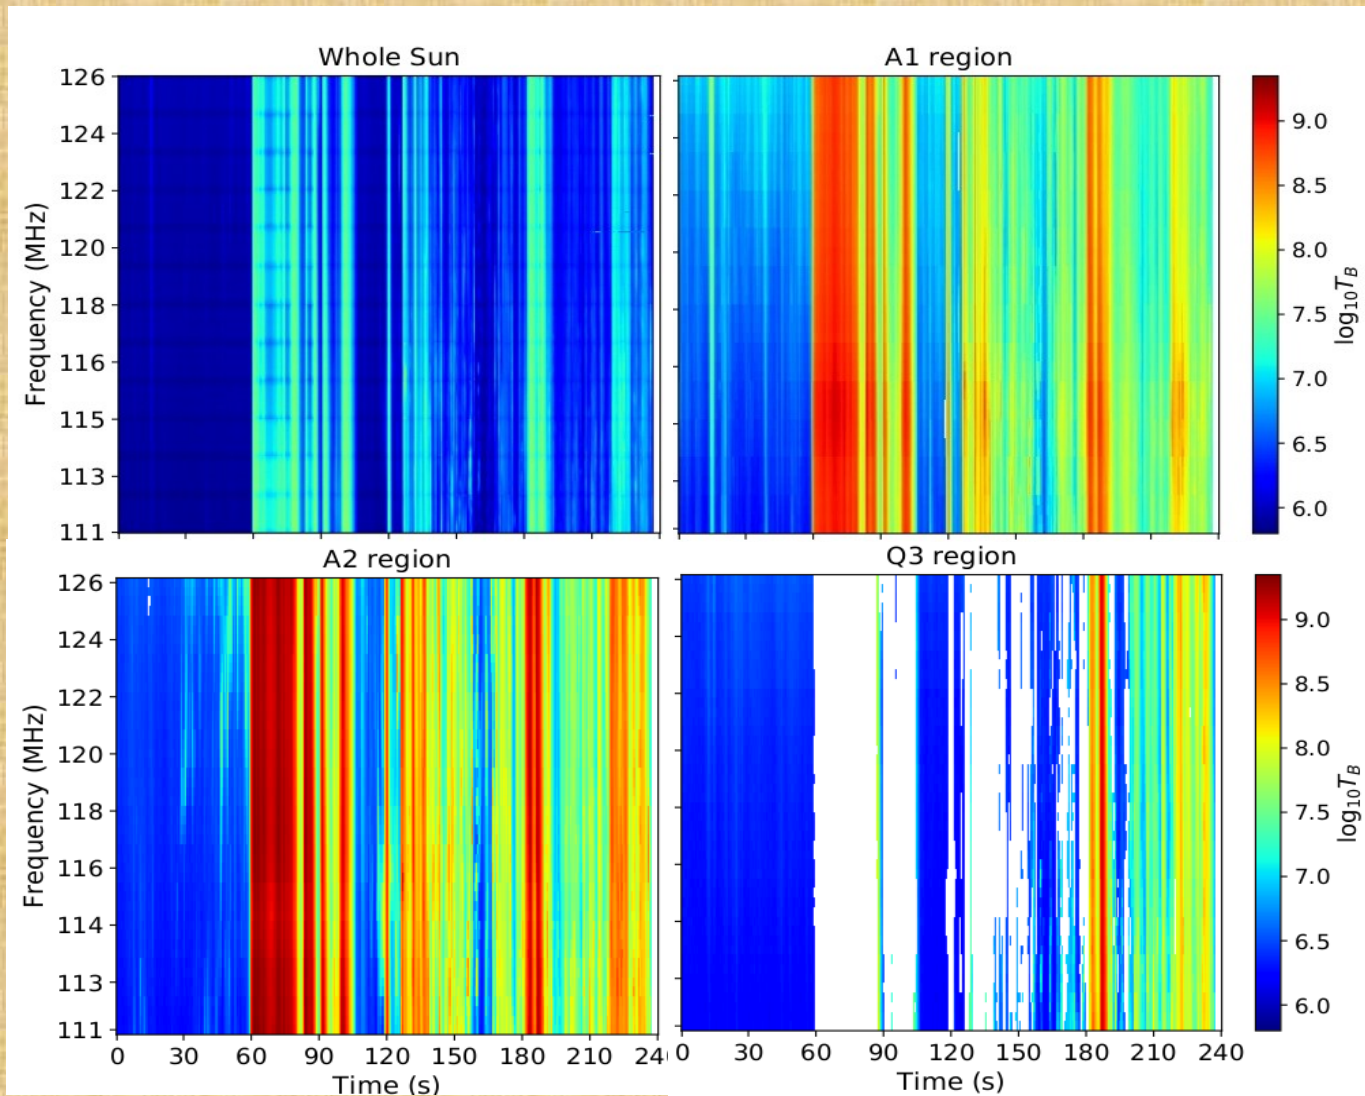 Whole Sun
A1 region
126
124
122
120
118
116
115
113
111
Frequency (MHz)
9.0
8.5
8.0
7.5
7.0
6.5
6.0
log₁₀T_B
A2 region
Q3 region
126
124
122
120
118
117
116
114
113
111
Frequency (MHz)
0 30 60 90 120 150 180 210 24
Time (s)
0 30 60 90 120 150 180 210 240
Time (s)
9.0
8.5
8.0
7.5
7.0
6.5
6.0
log₁₀T_B